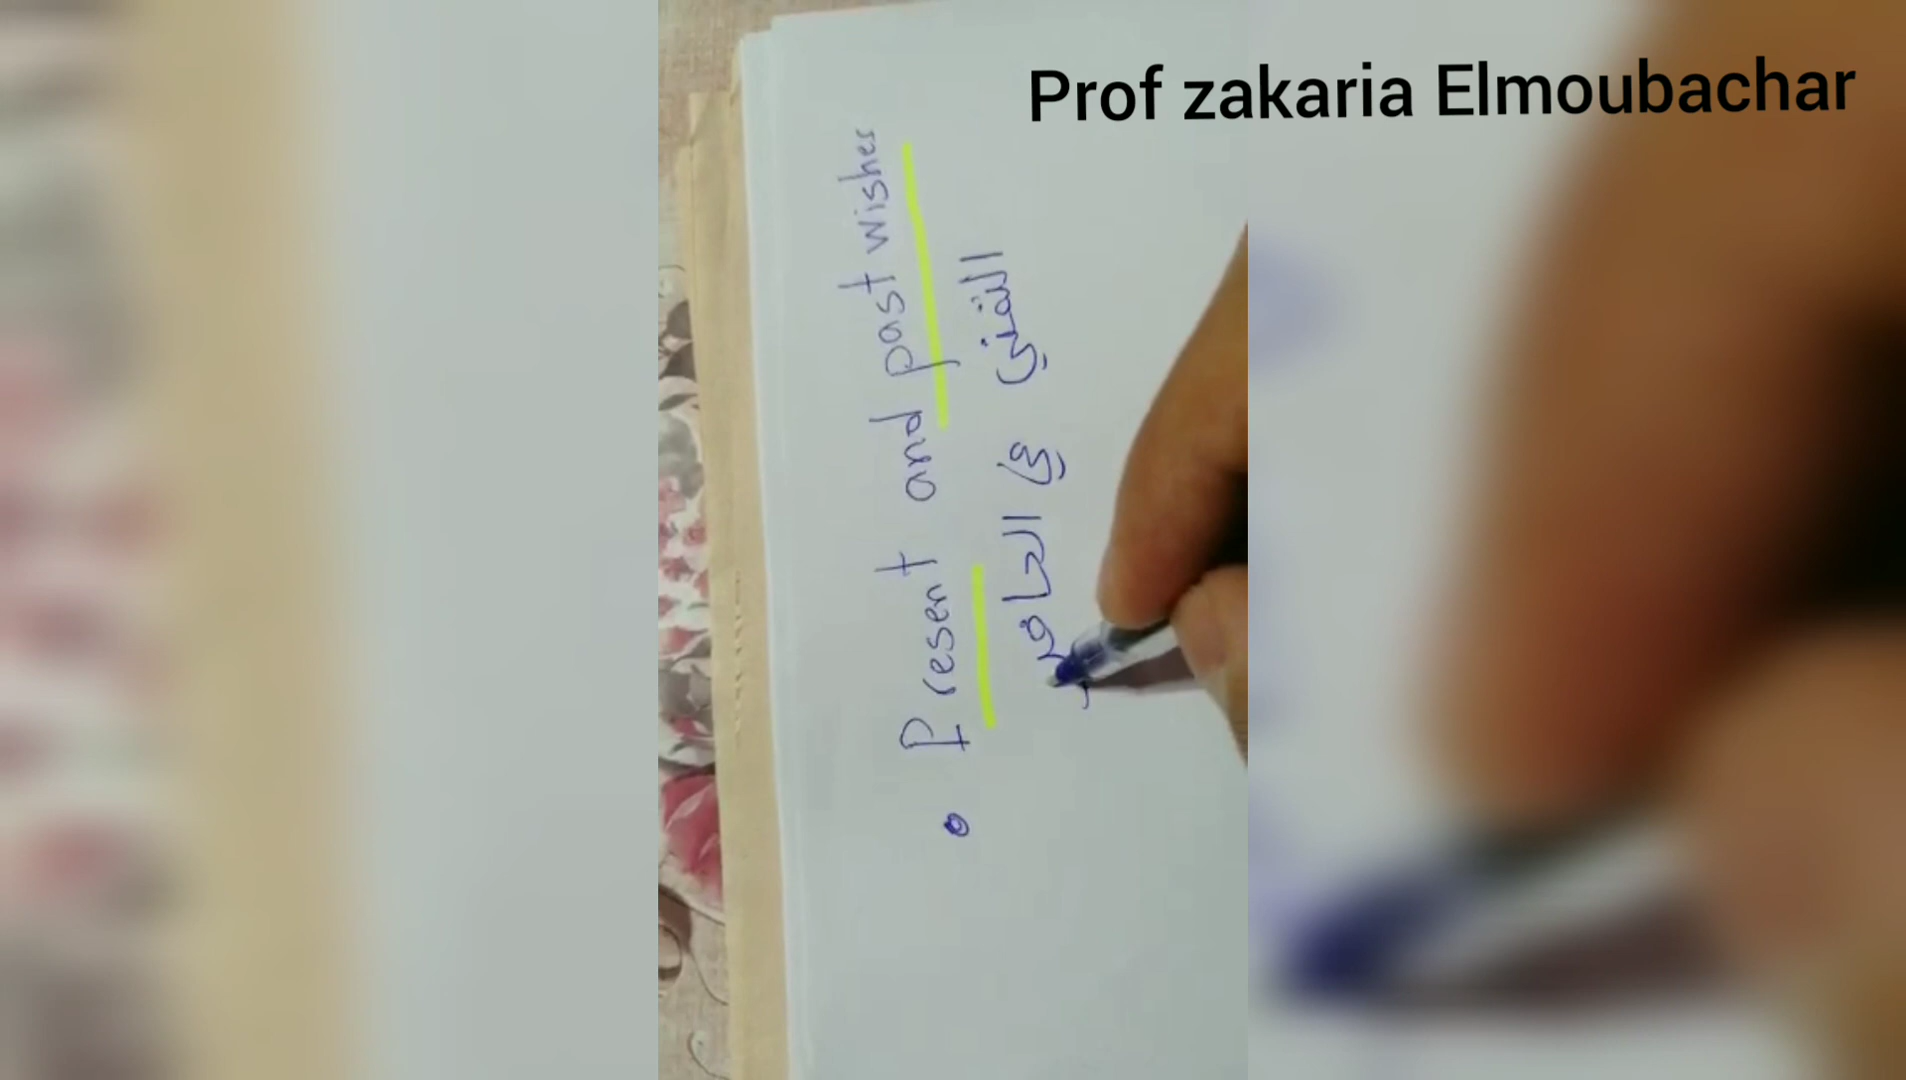 Prof zakaria Elmoubachar
• Present and past wishes
التمني في الحاضر